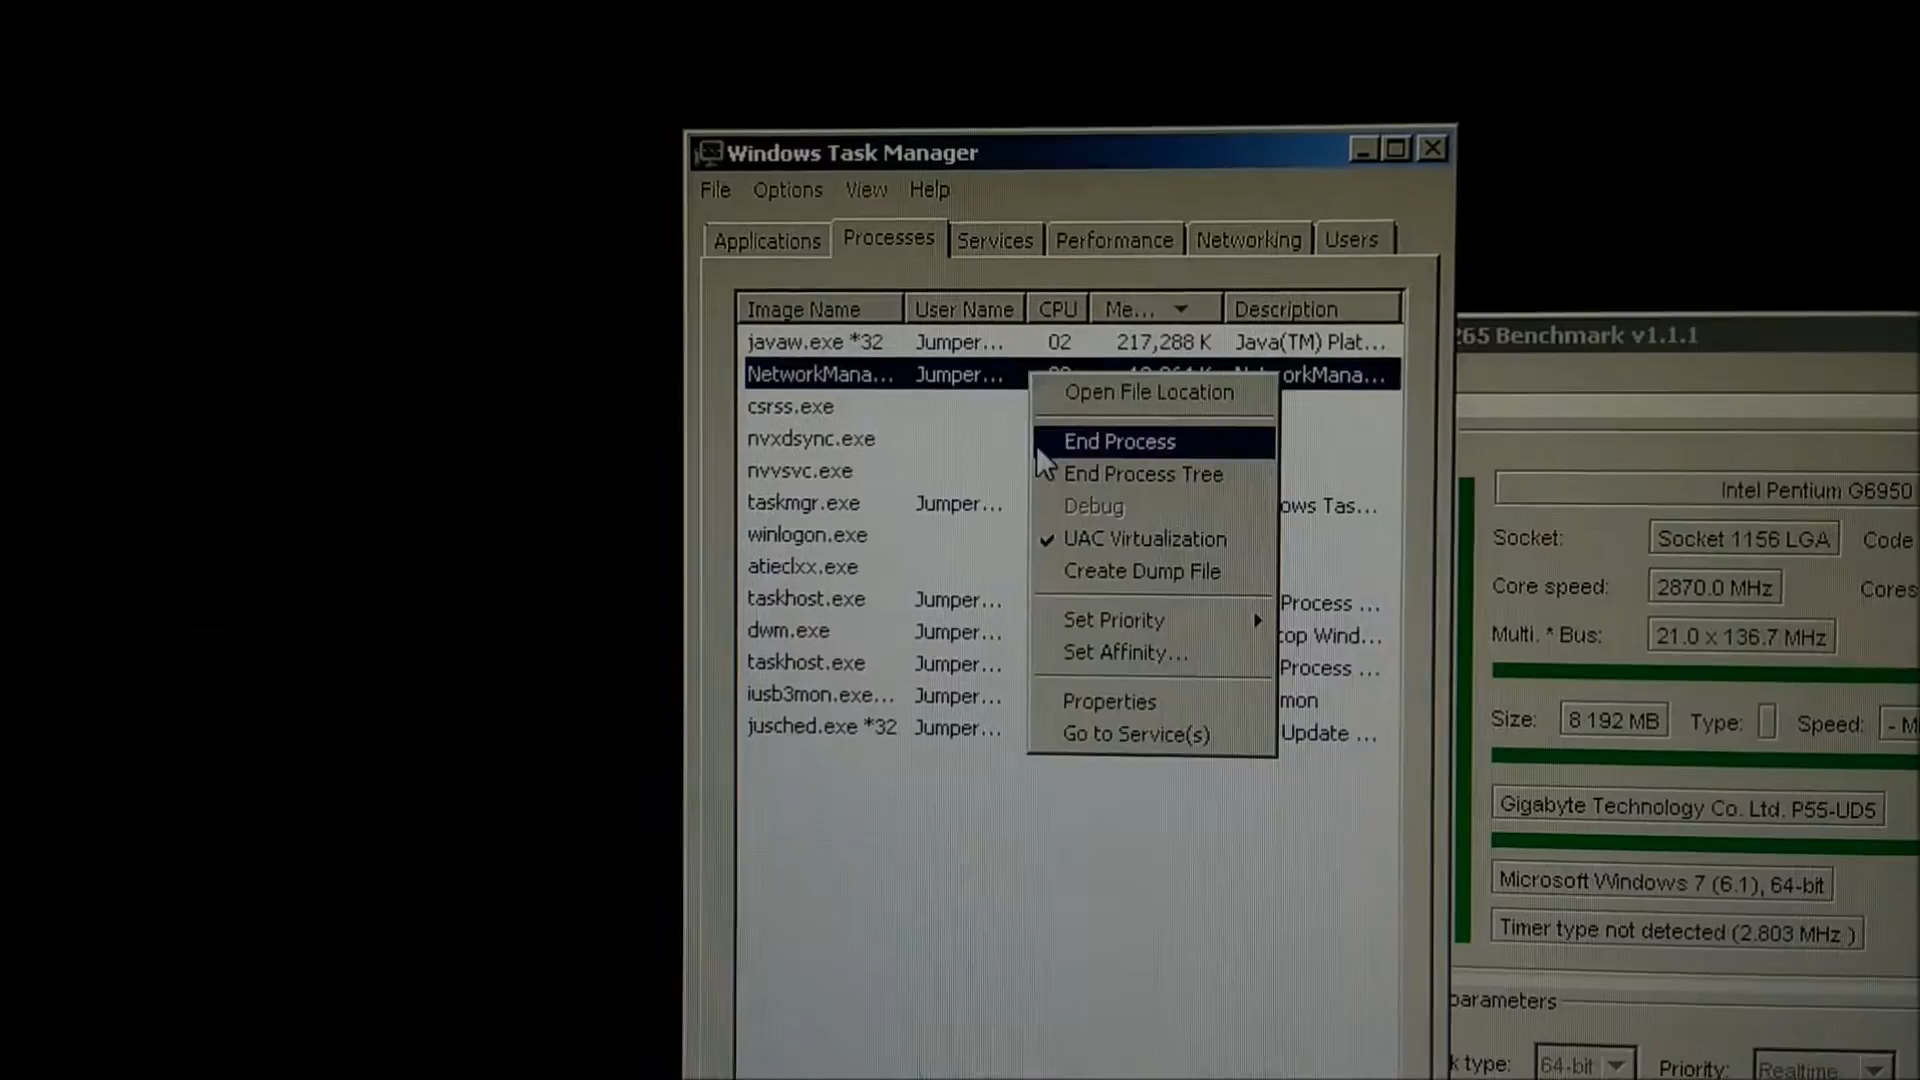 Windows Task Manager
File Options View Help
Applications Processes Services Performance Networking Users
Image Name User Name CPU Me... Description
javaw.exe *32 Jumper... 02 217,288 K Java(TM) Plat...
NetworkMana... Jumper... orkMana...
csrss.exe
nvxdsync.exe
nvvsvc.exe
taskmgr.exe Jumper... ows Tas...
winlogon.exe
atieclxx.exe
taskhost.exe Jumper... Process ...
dwm.exe Jumper... top Wind...
taskhost.exe Jumper... Process ...
iusb3mon.exe... Jumper... mon
jusched.exe *32 Jumper... Update ...
Open File Location
End Process
End Process Tree
Debug
UAC Virtualization
Create Dump File
Set Priority
Set Affinity...
Properties
Go to Service(s)
265 Benchmark v1.1.1
Intel Pentium G6950
Socket: Socket 1156 LGA Code
Core speed: 2870.0 MHz Cores
Multi. * Bus: 21.0 x 136.7 MHz
Size: 8 192 MB Type: Speed: - M
Gigabyte Technology Co. Ltd. P55-UD5
Microsoft Windows 7 (6.1), 64-bit
Timer type not detected (2.803 MHz )
parameters
k type: 64-bit Priority: Realtime